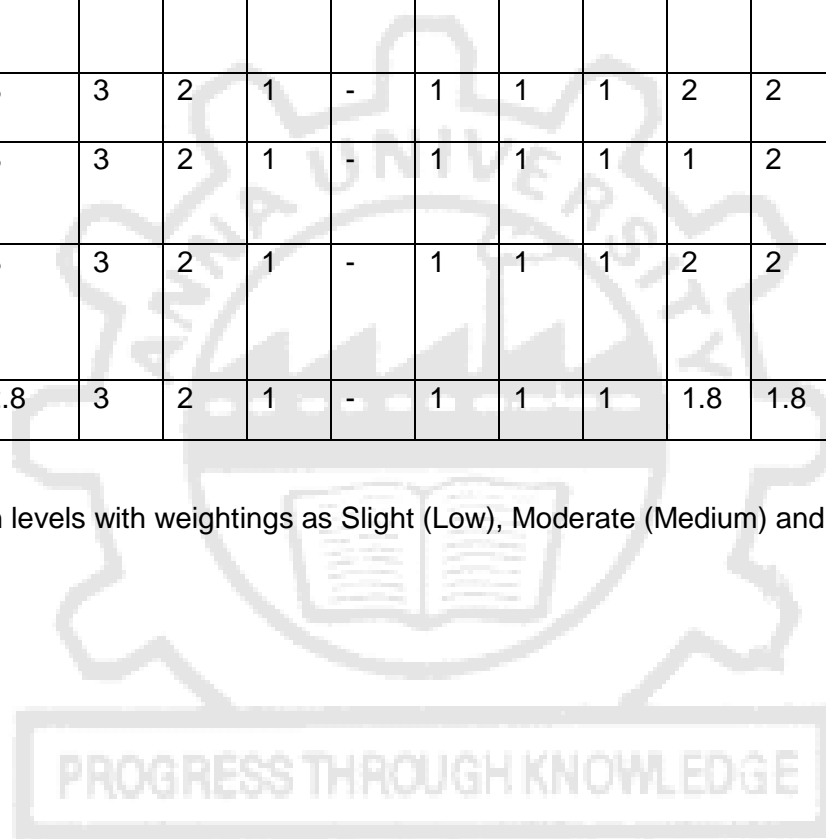 3 2 1 - 1 1 1 2 2
3 2 1 - 1 1 1 1 2
3 2 1 - 1 1 1 2 2
.8 3 2 1 - 1 1 1 1.8 1.8
levels with weightings as Slight (Low), Moderate (Medium) and
ANNA UNIVERSITY
PROGRESS THROUGH KNOWLEDGE